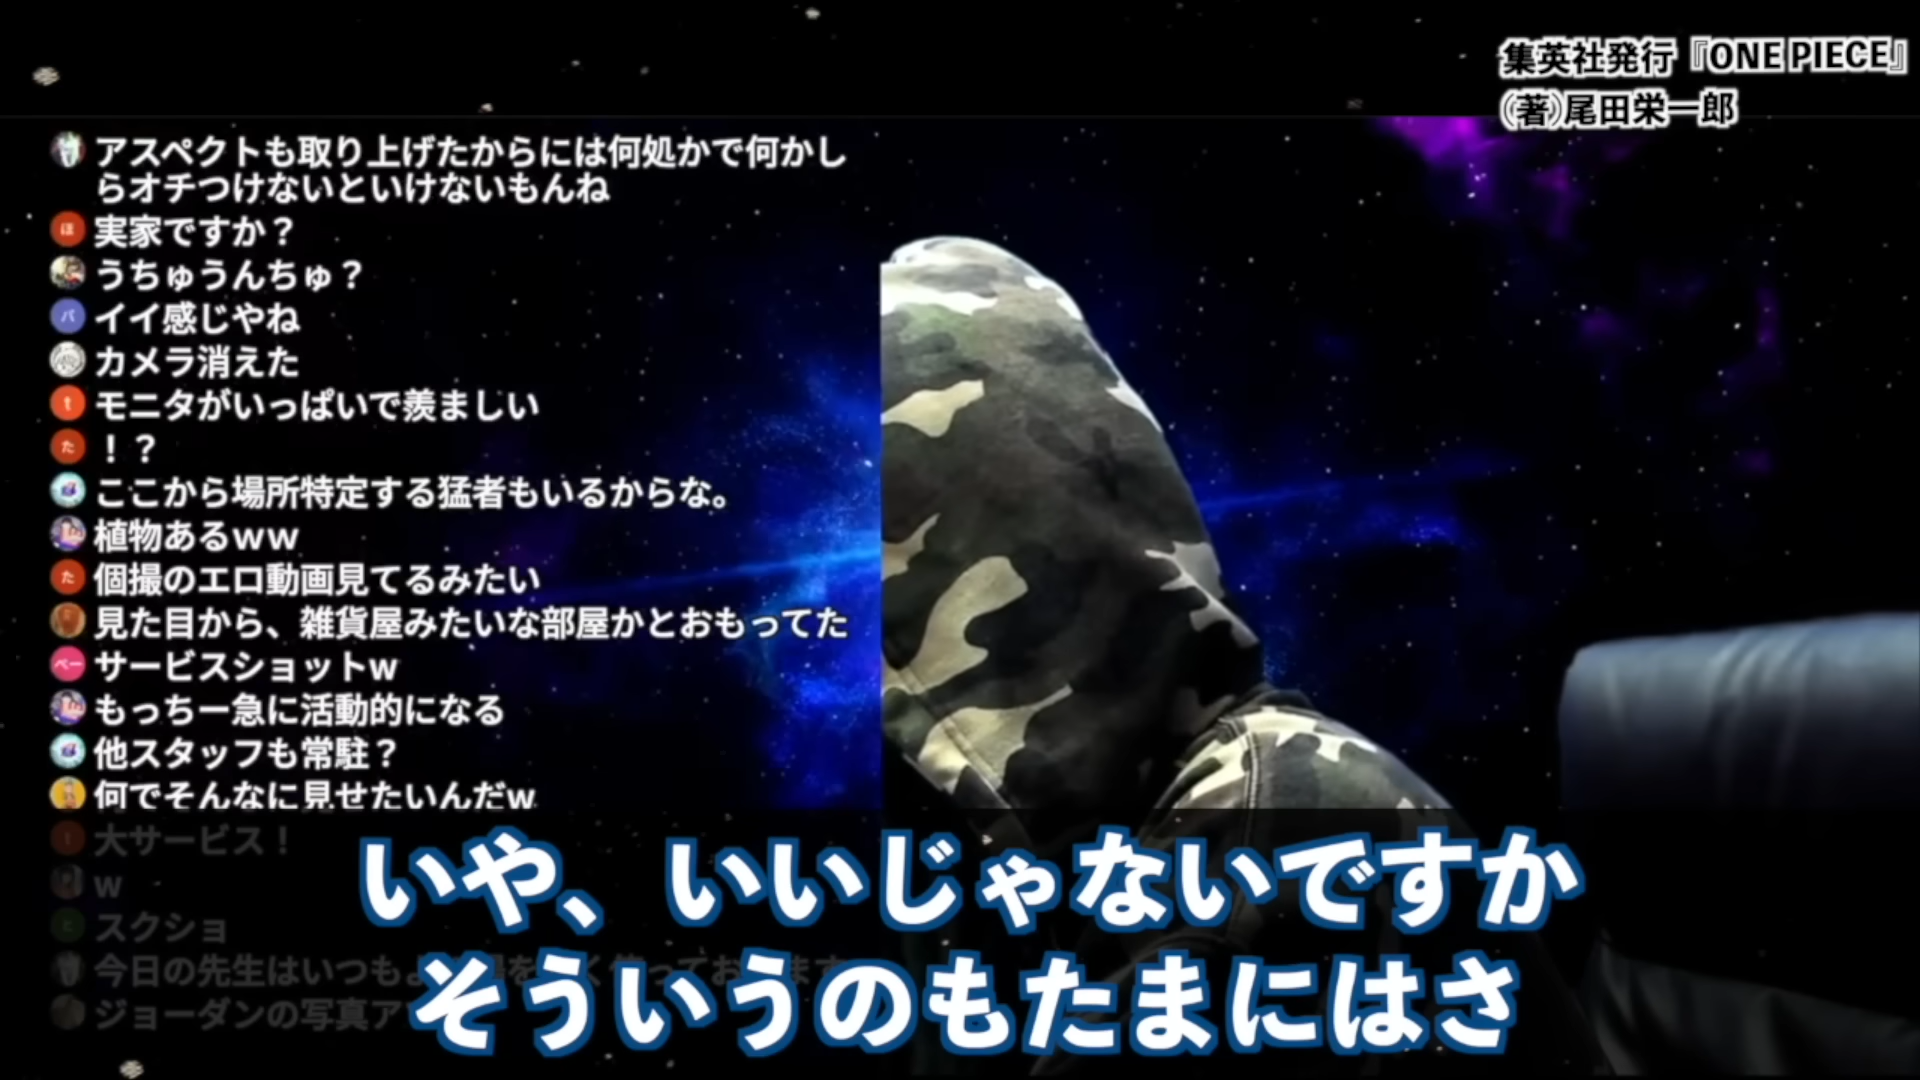 集英社発行『ONE PIECE』
(著)尾田栄一郎
アスペクトも取り上げたからには何処かで何かし
らオチつけないといけないもんね
ほ 実家ですか？
うちゅうんちゅ？
バ イイ感じやね
カメラ消えた
t モニタがいっぱいで羨ましい
た ！？
ここから場所特定する猛者もいるからな。
植物あるww
た 個撮のエロ動画見てるみたい
見た目から、雑貨屋みたいな部屋かとおもってた
ペー サービスショットw
もっちー急に活動的になる
他スタッフも常駐？
何でそんなに見せたいんだw
大サービス！
w
と スクショ
今日の先生はいつもよ
ジョーダンの写真ア
いや、いいじゃないですか
そういうのもたまにはさ